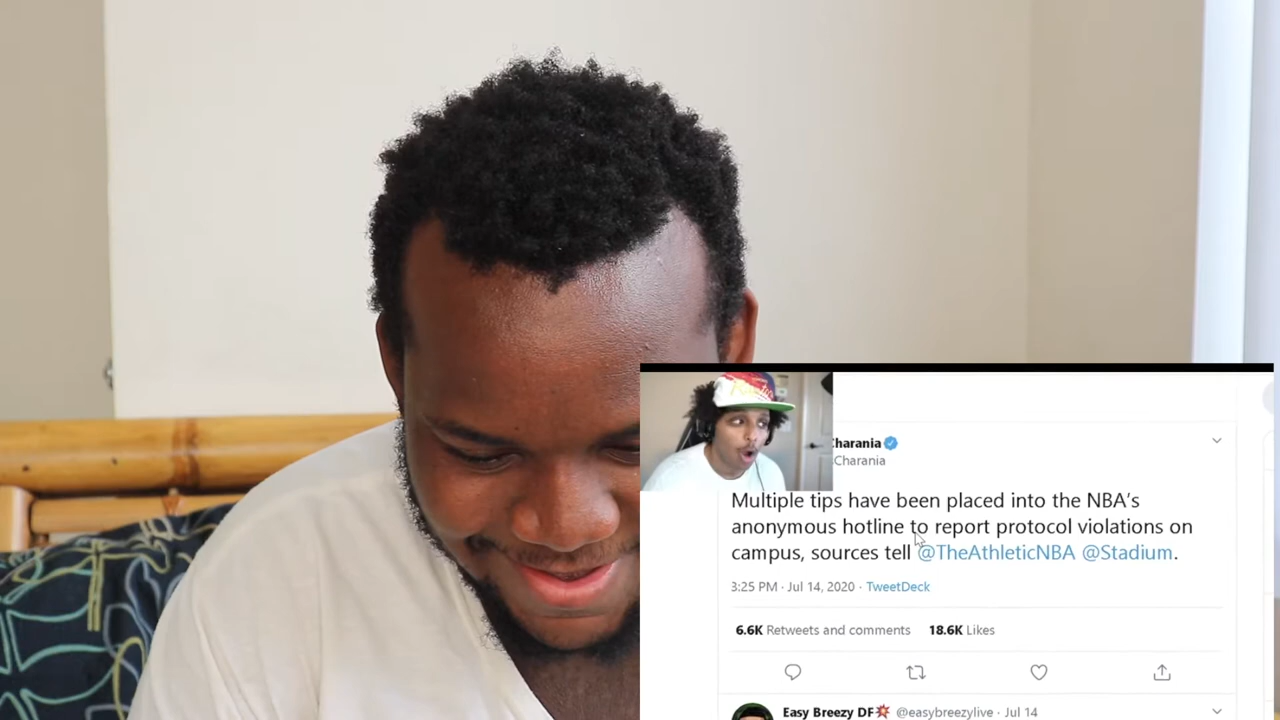 Charania
Charania
Multiple tips have been placed into the NBA's
anonymous hotline to report protocol violations on
campus, sources tell @TheAthleticNBA @Stadium.
3:25 PM · Jul 14, 2020 · TweetDeck
6.6K Retweets and comments 18.6K Likes
Easy Breezy DF💥 @easybreezylive · Jul 14